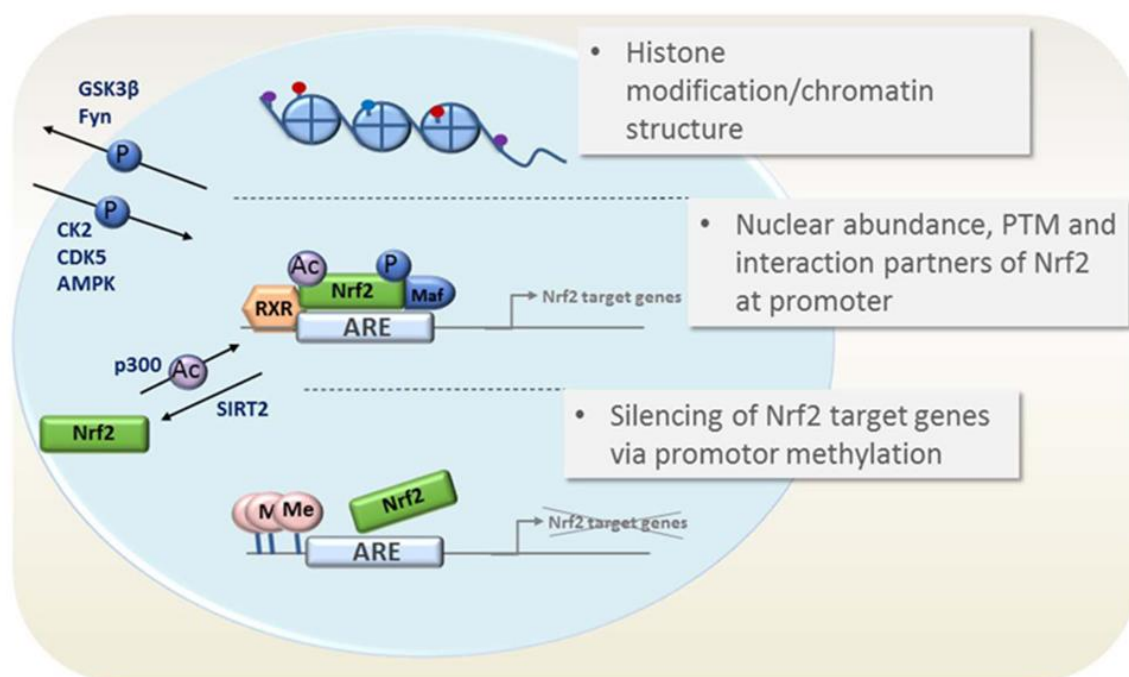 GSK3β
Fyn
P
P
CK2
CDK5
AMPK
• Histone
modification/chromatin
structure
• Nuclear abundance, PTM and
interaction partners of Nrf2
at promoter
Ac
P
RXR
Nrf2
Maf
ARE
Nrf2 target genes
p300
Ac
SIRT2
Nrf2
• Silencing of Nrf2 target genes
via promotor methylation
M
Me
Nrf2
ARE
Nrf2 target genes